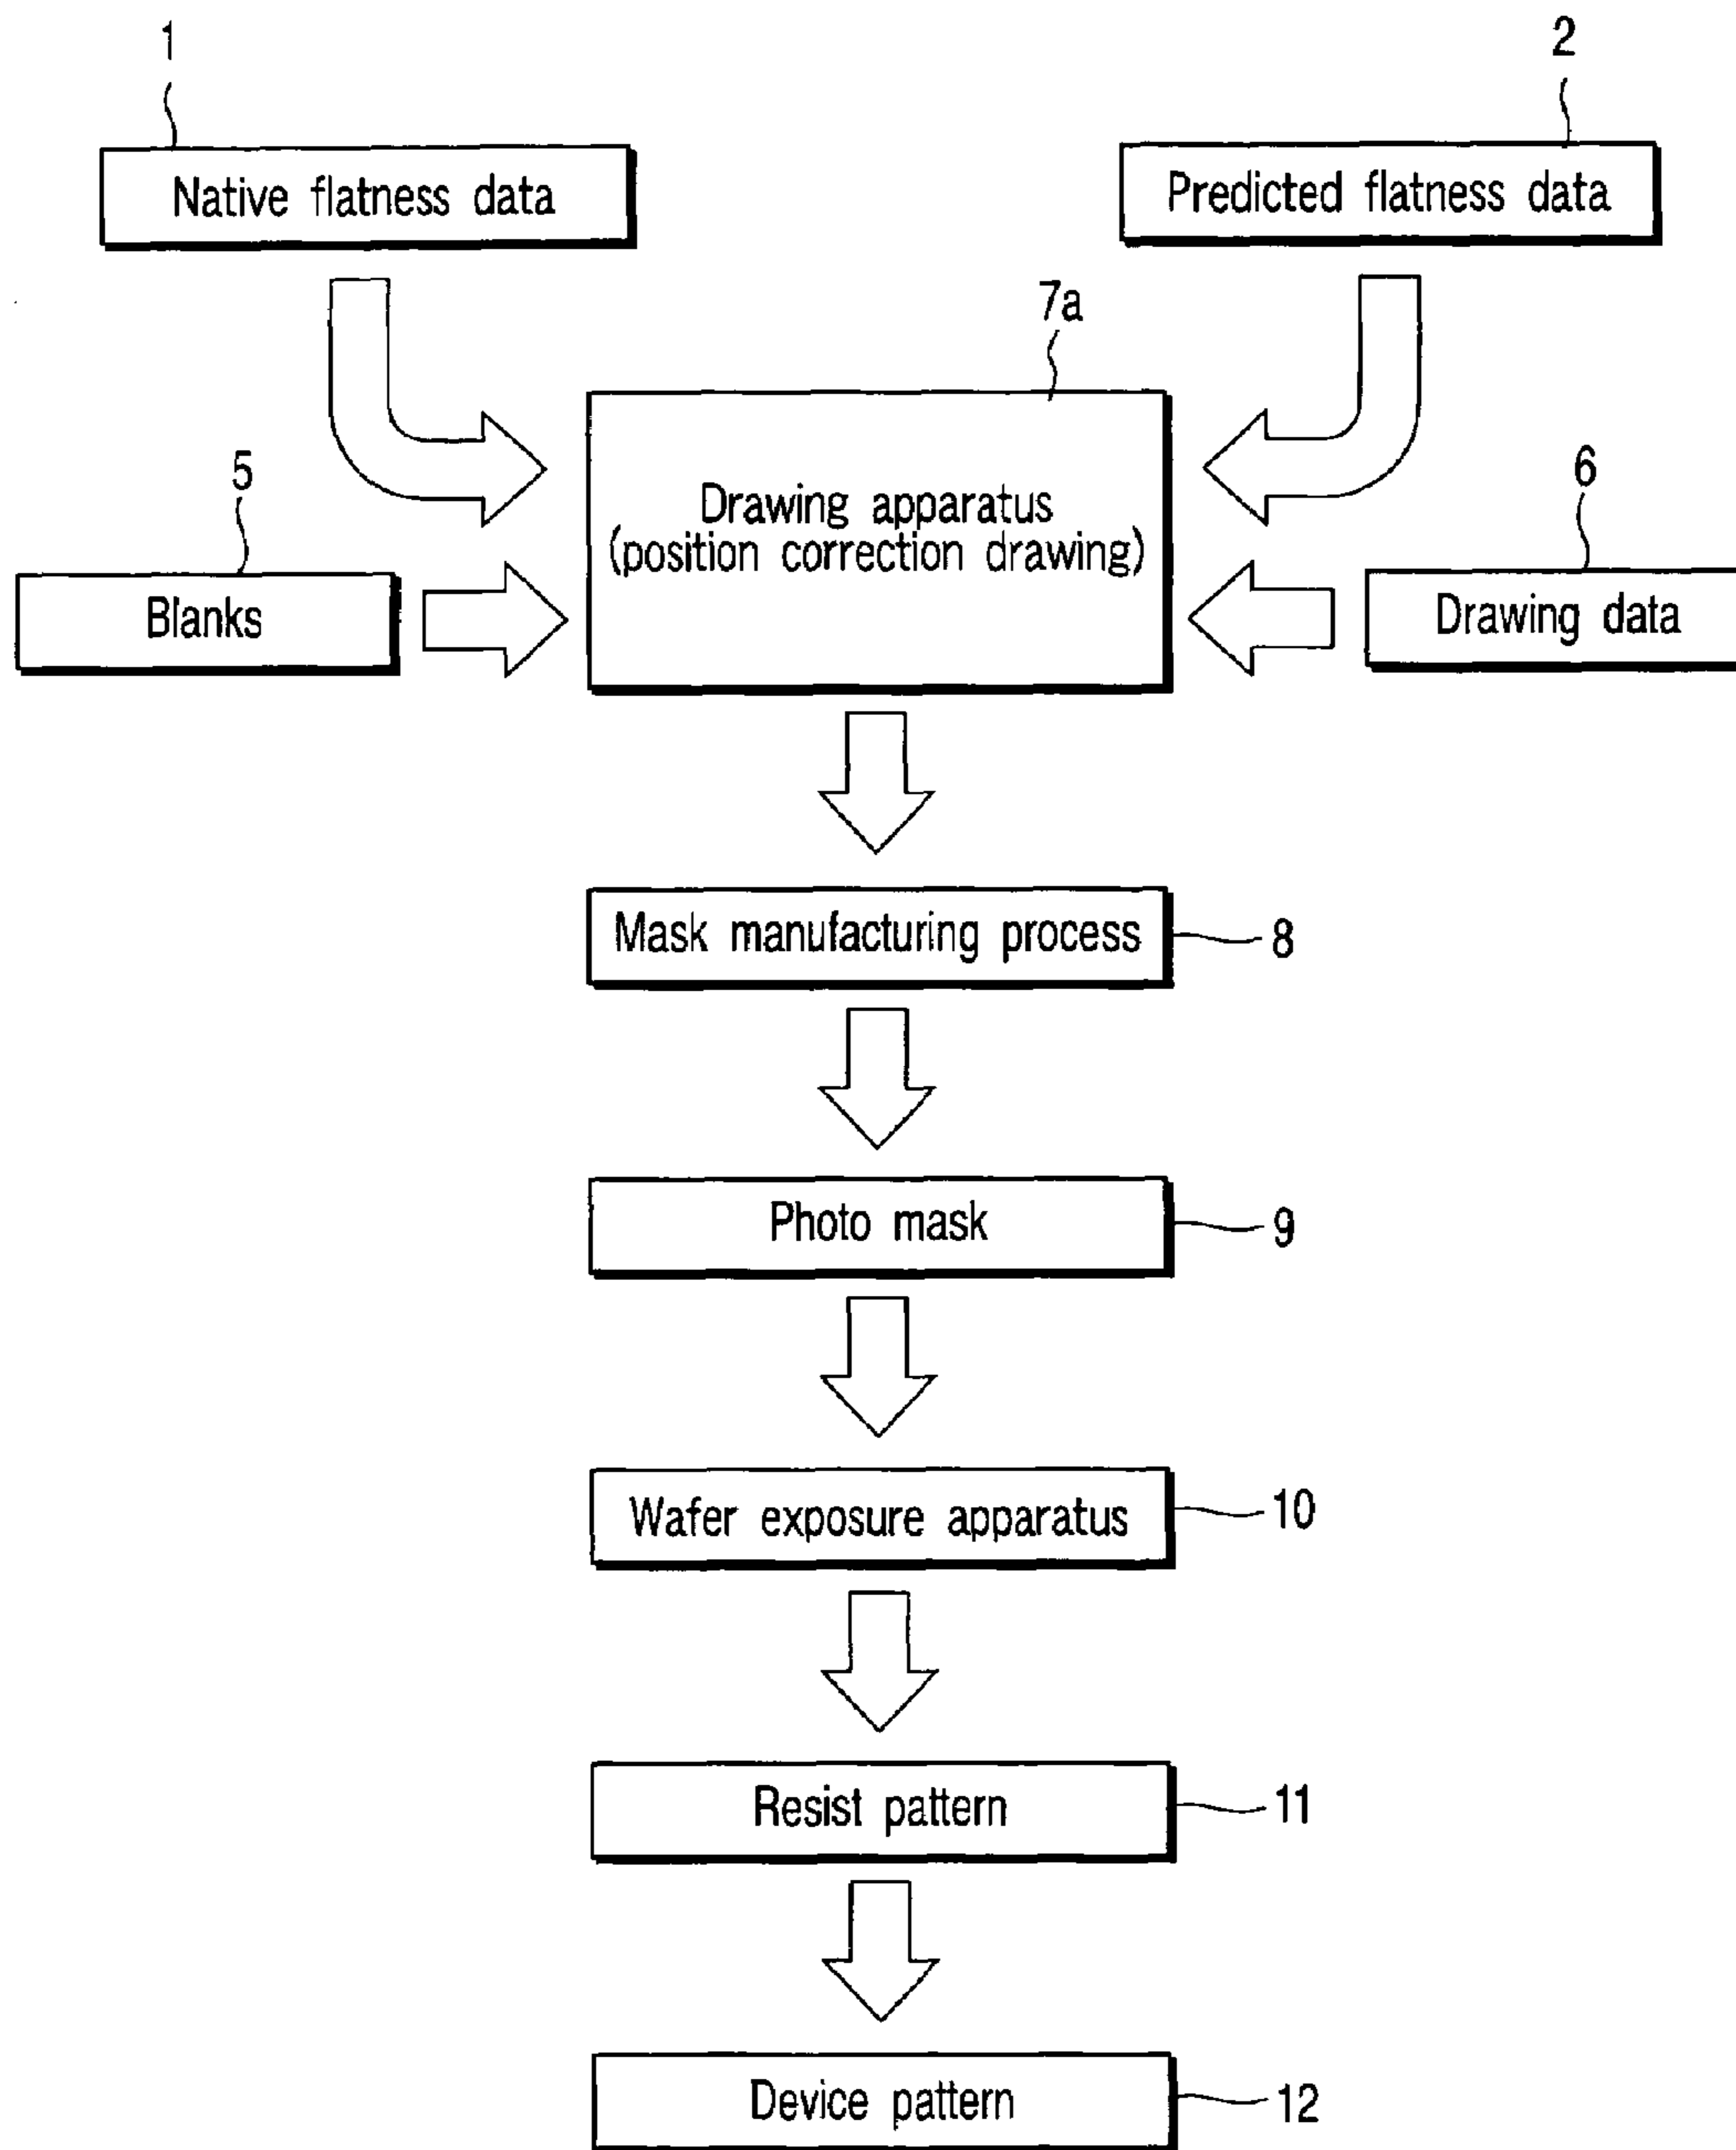 1
2
Native flatness data
Predicted flatness data
7a
Drawing apparatus
(position correction drawing)
5
6
Blanks
Drawing data
Mask manufacturing process
8
Photo mask
9
Wafer exposure apparatus
10
Resist pattern
11
Device pattern
12